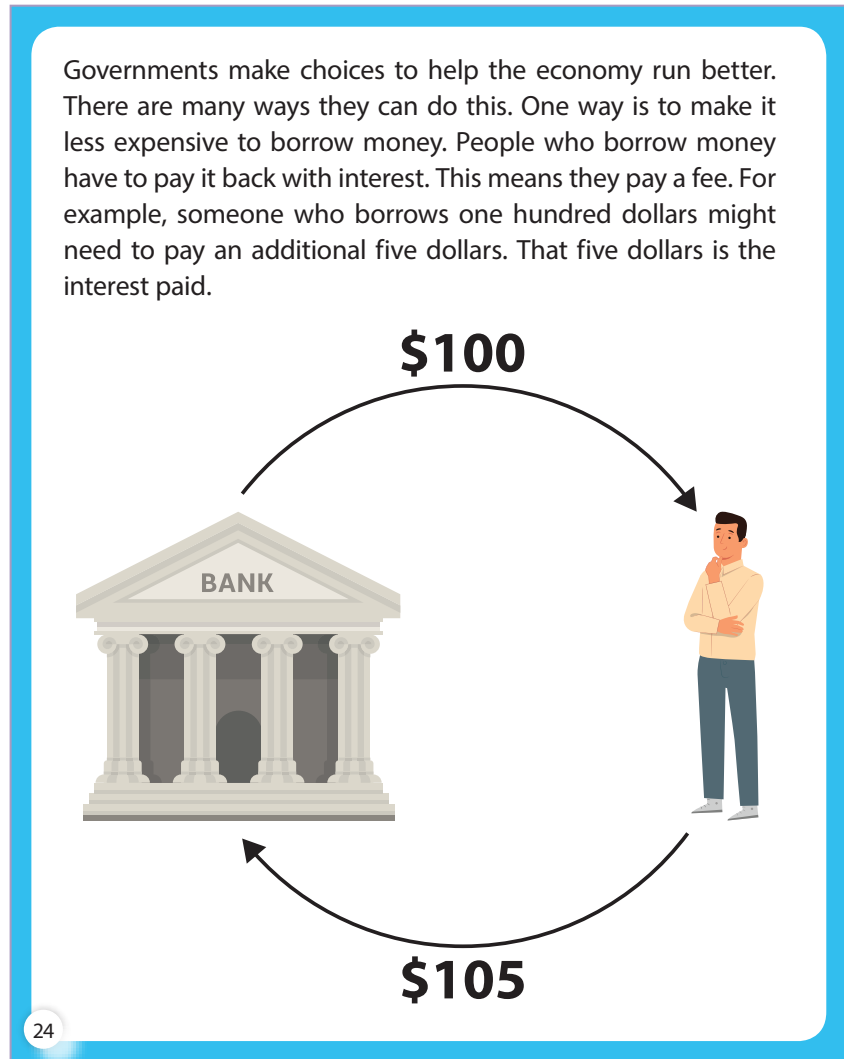 Governments make choices to help the economy run better.
There are many ways they can do this. One way is to make it
less expensive to borrow money. People who borrow money
have to pay it back with interest. This means they pay a fee. For
example, someone who borrows one hundred dollars might
need to pay an additional five dollars. That five dollars is the
interest paid.
$100
BANK
$105
24